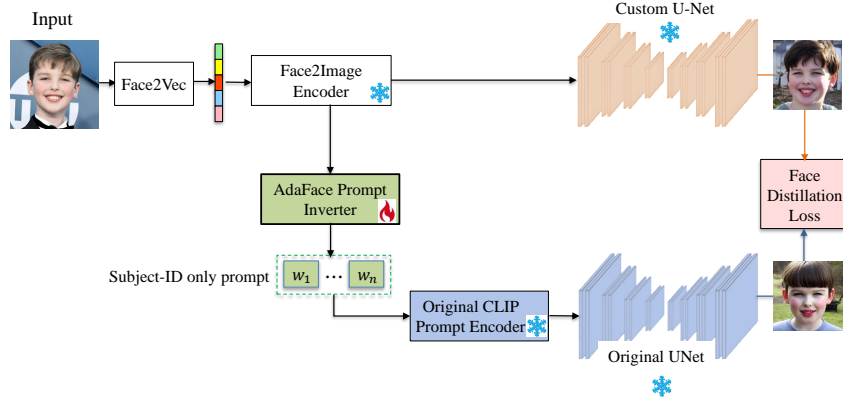 Input
Custom U-Net
Face2Vec
Face2Image
Encoder
AdaFace Prompt
Inverter
Face
Distillation
Loss
Subject-ID only prompt
w₁ ... wₙ
Original CLIP
Prompt Encoder
Original UNet